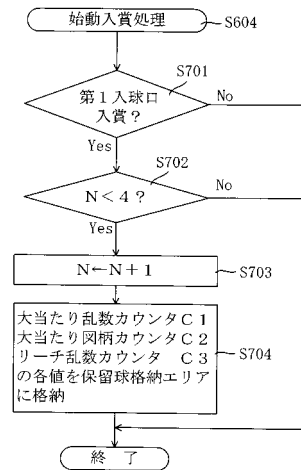 始動入賞処理
S604
S701
第１入球口
入賞？
No
Yes
S702
Ｎ＜４？
No
Yes
Ｎ←Ｎ＋１
S703
大当たり乱数カウンタＣ１
大当たり図柄カウンタＣ２
リーチ乱数カウンタ　Ｃ３
の各値を保留球格納エリア
に格納
S704
終　了